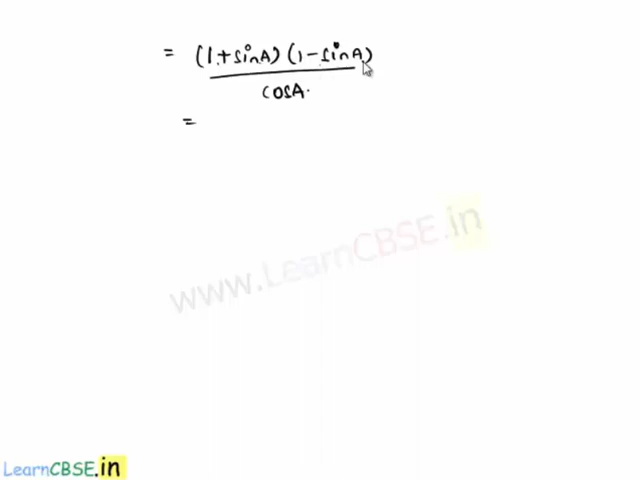 = (1+sinA) (1-sinA)
cosA.
=
www.LearnCBSE.in
LearnCBSE.in